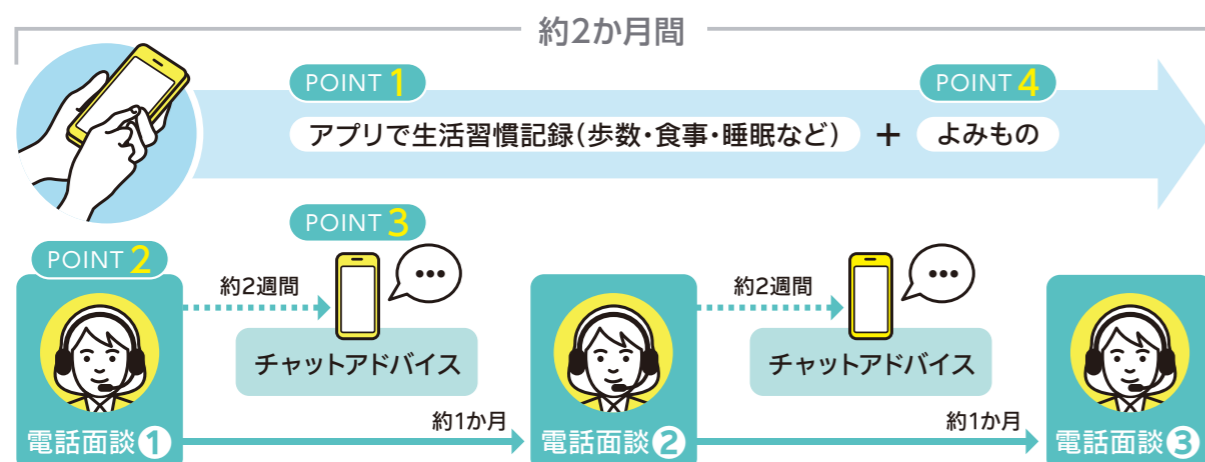 約2か月間
POINT 1
POINT 4
アプリで生活習慣記録(歩数・食事・睡眠など) + よみもの
POINT 2
POINT 3
約2週間
チャットアドバイス
約2週間
チャットアドバイス
電話面談❶
約1か月
電話面談❷
約1か月
電話面談❸